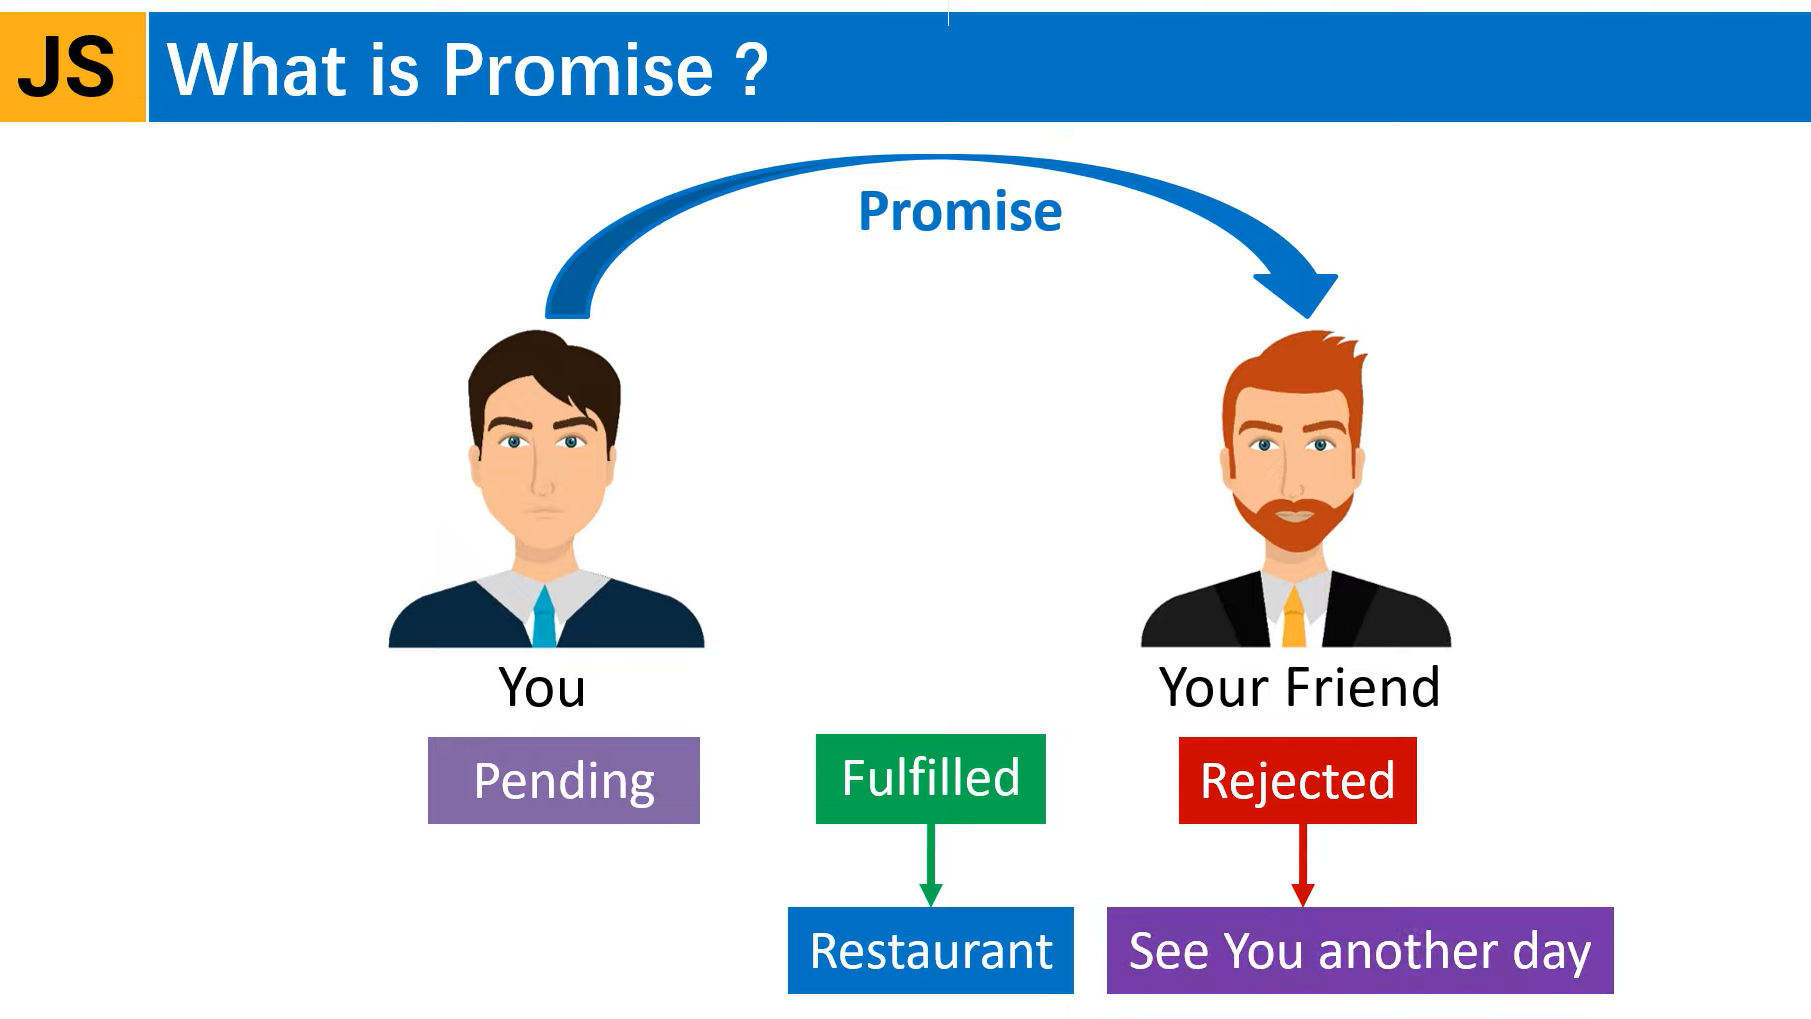 JS
What is Promise ?
Promise
You
Your Friend
Pending
Fulfilled
Rejected
Restaurant
See You another day